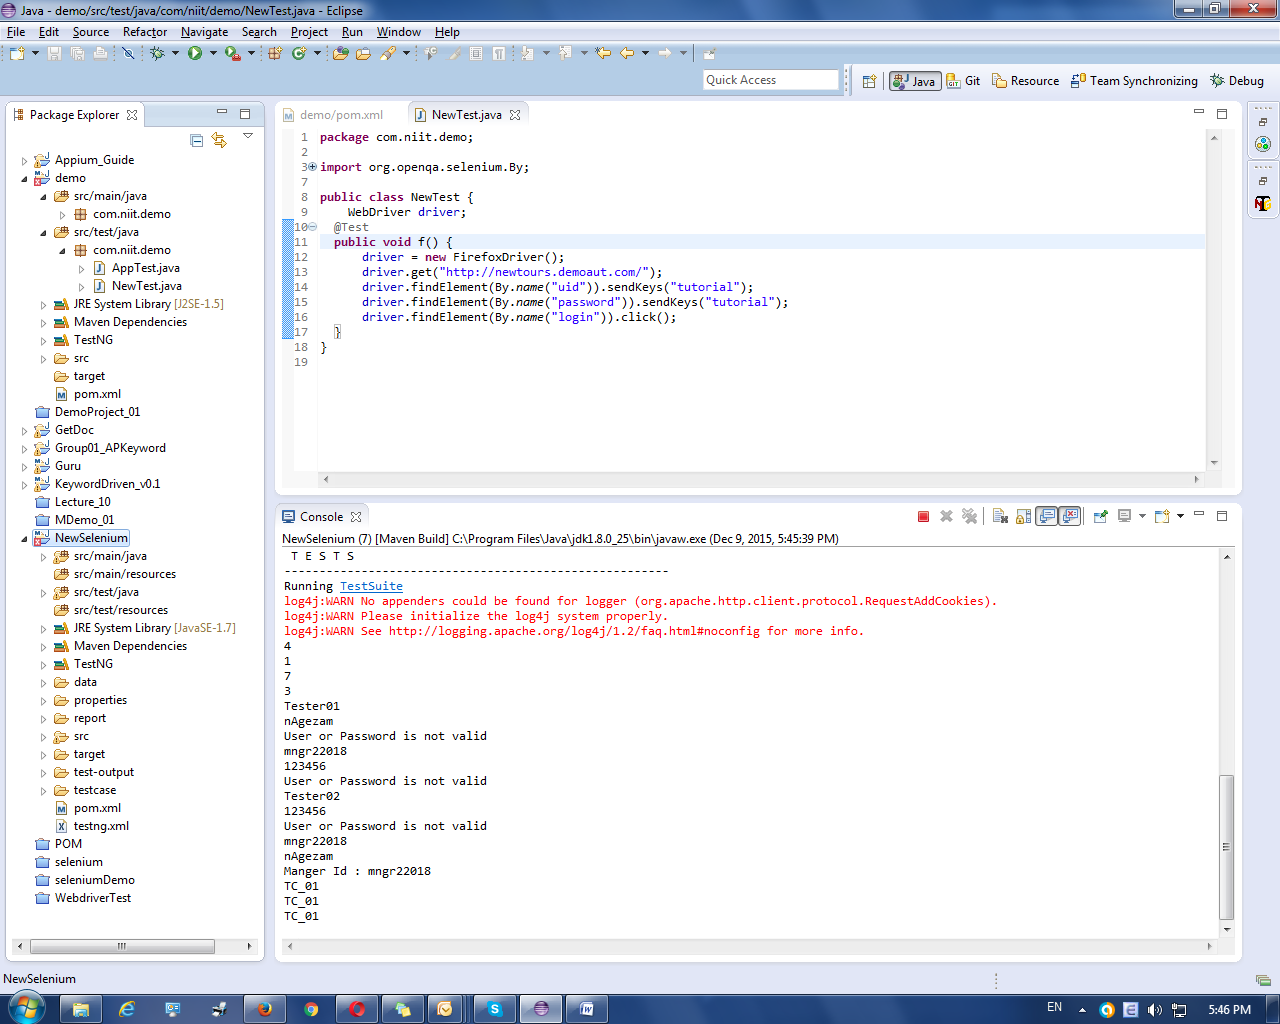 Java - demo/src/test/java/com/niit/demo/NewTest.java - Eclipse
File Edit Source Refactor Navigate Search Project Run Window Help
Quick Access
Java Git Resource Team Synchronizing Debug
Package Explorer
Appium_Guide
demo
src/main/java
com.niit.demo
src/test/java
com.niit.demo
AppTest.java
NewTest.java
JRE System Library [J2SE-1.5]
Maven Dependencies
TestNG
src
target
pom.xml
DemoProject_01
GetDoc
Group01_APKeyword
Guru
KeywordDriven_v0.1
Lecture_10
MDemo_01
NewSelenium
src/main/java
src/main/resources
src/test/java
src/test/resources
JRE System Library [JavaSE-1.7]
Maven Dependencies
TestNG
data
properties
report
src
target
test-output
testcase
pom.xml
testng.xml
POM
selenium
seleniumDemo
WebdriverTest
demo/pom.xml NewTest.java
1 package com.niit.demo;
2
3 import org.openqa.selenium.By;
7
8 public class NewTest {
9 WebDriver driver;
10 @Test
11 public void f() {
12 driver = new FirefoxDriver();
13 driver.get("http://newtours.demoaut.com/");
14 driver.findElement(By.name("uid")).sendKeys("tutorial");
15 driver.findElement(By.name("password")).sendKeys("tutorial");
16 driver.findElement(By.name("login")).click();
17 }
18 }
19
Console
NewSelenium (7) [Maven Build] C:\Program Files\Java\jdk1.8.0_25\bin\javaw.exe (Dec 9, 2015, 5:45:39 PM)
T E S T S
-------------------------------------------------------
Running TestSuite
log4j:WARN No appenders could be found for logger (org.apache.http.client.protocol.RequestAddCookies).
log4j:WARN Please initialize the log4j system properly.
log4j:WARN See http://logging.apache.org/log4j/1.2/faq.html#noconfig for more info.
4
1
7
3
Tester01
nAgezam
User or Password is not valid
mngr22018
123456
User or Password is not valid
Tester02
123456
User or Password is not valid
mngr22018
nAgezam
Manger Id : mngr22018
TC_01
TC_01
TC_01
NewSelenium
EN 5:46 PM